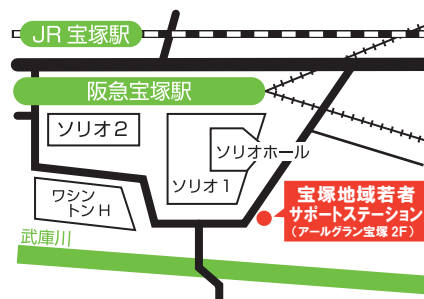 JR 宝塚駅
阪急宝塚駅
ソリオ2
ソリオホール
ソリオ1
ワシン
トンH
宝塚地域若者
サポートステーション
(アールグラン宝塚 2F)
武庫川